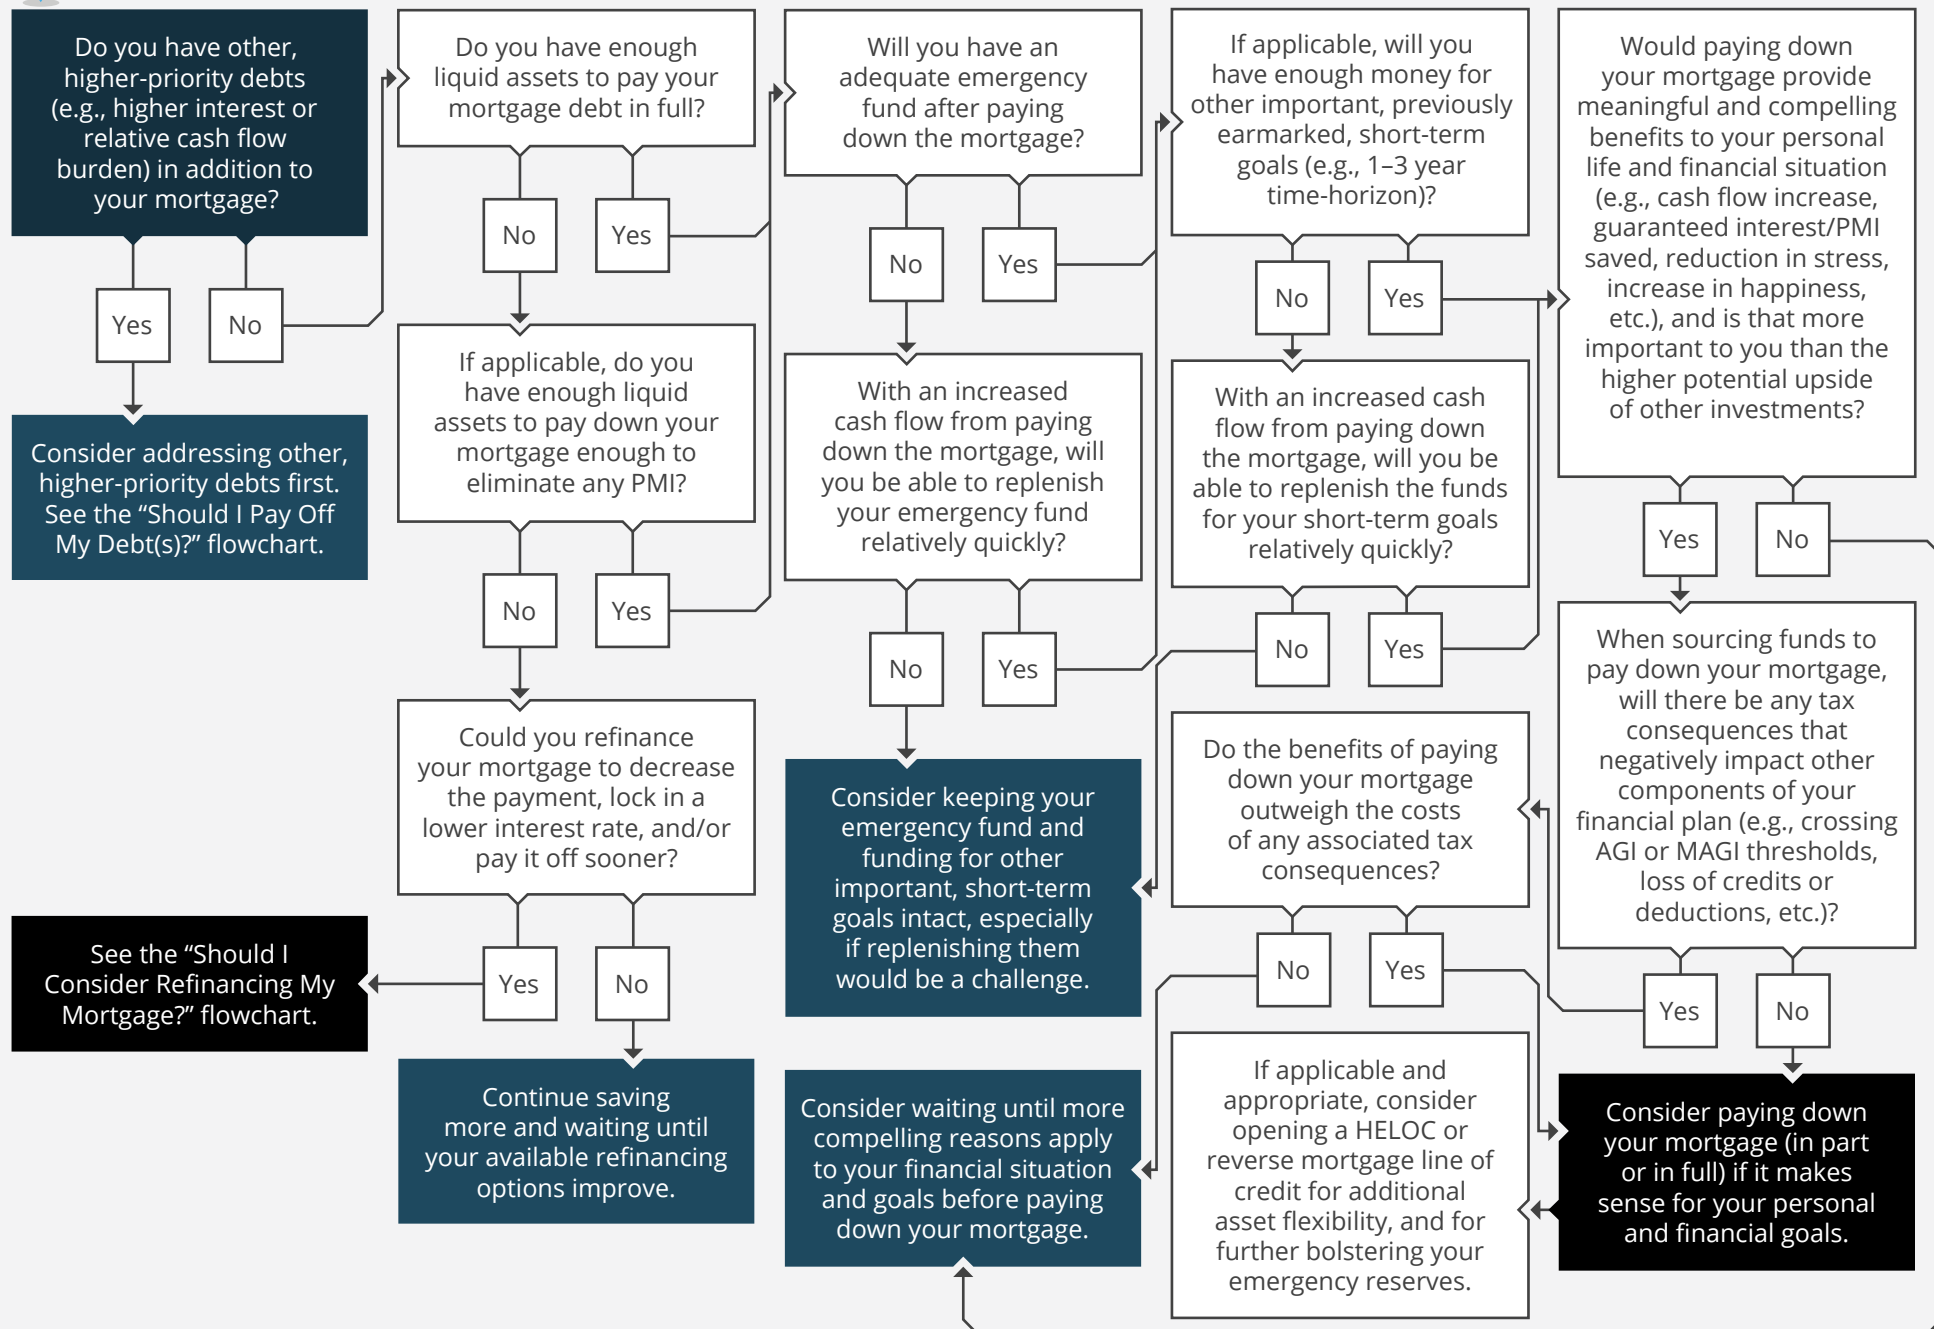 Do you have other,
higher-priority debts
(e.g., higher interest or
relative cash flow
burden) in addition to
your mortgage?
Yes
No
Consider addressing other,
higher-priority debts first.
See the “Should I Pay Off
My Debt(s)?” flowchart.
Do you have enough
liquid assets to pay your
mortgage debt in full?
No
Yes
If applicable, do you
have enough liquid
assets to pay down your
mortgage enough to
eliminate any PMI?
No
Yes
Could you refinance
your mortgage to decrease
the payment, lock in a
lower interest rate, and/or
pay it off sooner?
Yes
No
See the “Should I
Consider Refinancing My
Mortgage?” flowchart.
Continue saving
more and waiting until
your available refinancing
options improve.
Will you have an
adequate emergency
fund after paying
down the mortgage?
No
Yes
With an increased
cash flow from paying
down the mortgage, will
you be able to replenish
your emergency fund
relatively quickly?
No
Yes
Consider keeping your
emergency fund and
funding for other
important, short-term
goals intact, especially
if replenishing them
would be a challenge.
Consider waiting until more
compelling reasons apply
to your financial situation
and goals before paying
down your mortgage.
If applicable, will you
have enough money for
other important, previously
earmarked, short-term
goals (e.g., 1–3 year
time-horizon)?
No
Yes
With an increased cash
flow from paying down
the mortgage, will you be
able to replenish the funds
for your short-term goals
relatively quickly?
No
Yes
Do the benefits of paying
down your mortgage
outweigh the costs
of any associated tax
consequences?
No
Yes
If applicable and
appropriate, consider
opening a HELOC or
reverse mortgage line of
credit for additional
asset flexibility, and for
further bolstering your
emergency reserves.
Would paying down
your mortgage provide
meaningful and compelling
benefits to your personal
life and financial situation
(e.g., cash flow increase,
guaranteed interest/PMI
saved, reduction in stress,
increase in happiness,
etc.), and is that more
important to you than the
higher potential upside
of other investments?
Yes
No
When sourcing funds to
pay down your mortgage,
will there be any tax
consequences that
negatively impact other
components of your
financial plan (e.g., crossing
AGI or MAGI thresholds,
loss of credits or
deductions, etc.)?
Yes
No
Consider paying down
your mortgage (in part
or in full) if it makes
sense for your personal
and financial goals.